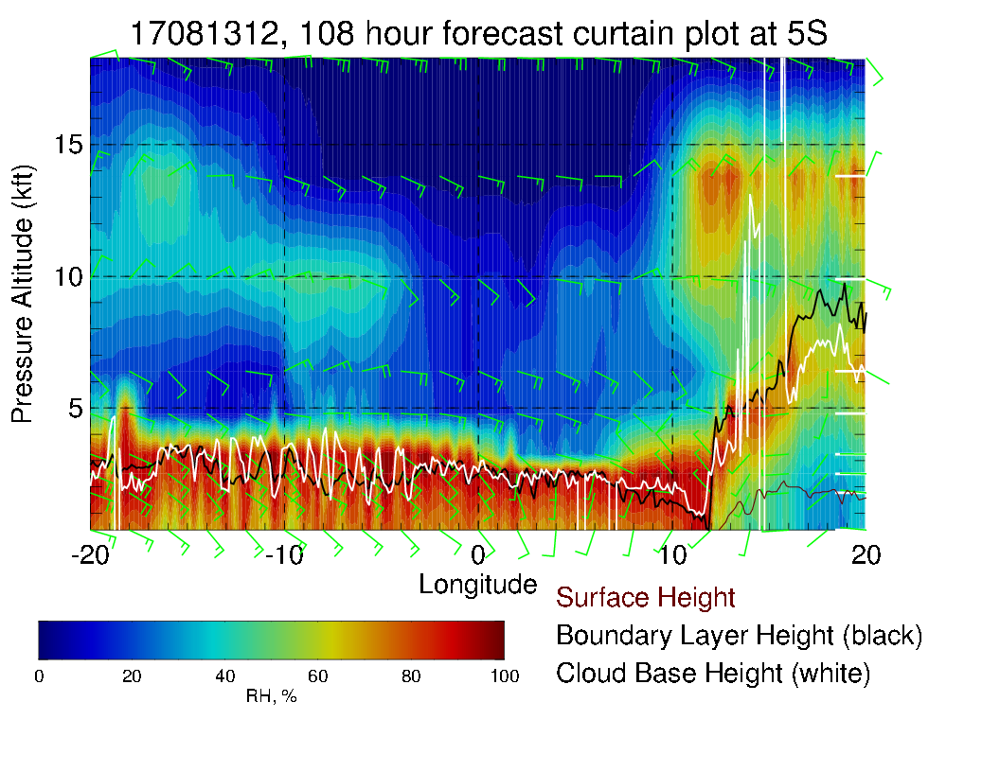 17081312, 108 hour forecast curtain plot at 5S
Pressure Altitude (kft)
15
10
5
-20 -10 0 10 20
Longitude
Surface Height
Boundary Layer Height (black)
Cloud Base Height (white)
0 20 40 60 80 100
RH, %